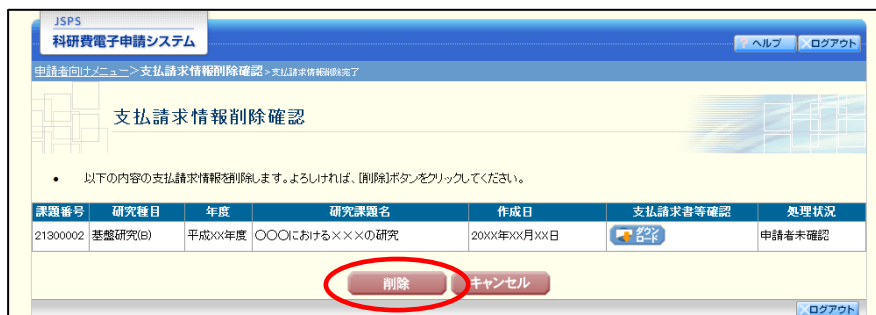 JSPS
科研費電子申請システム
? ヘルプ ログアウト
申請者向けメニュー>支払請求情報削除確認>支払請求情報削除完了
支払請求情報削除確認
• 以下の内容の支払請求情報を削除します。よろしければ、[削除]ボタンをクリックしてください。
課題番号 研究種目 年度 研究課題名 作成日 支払請求書等確認 処理状況
21300002 基盤研究(B) 平成XX年度 〇〇〇における×××の研究 20XX年XX月XX日 ダウンロード 申請者未確認
削除 キャンセル
ログアウト